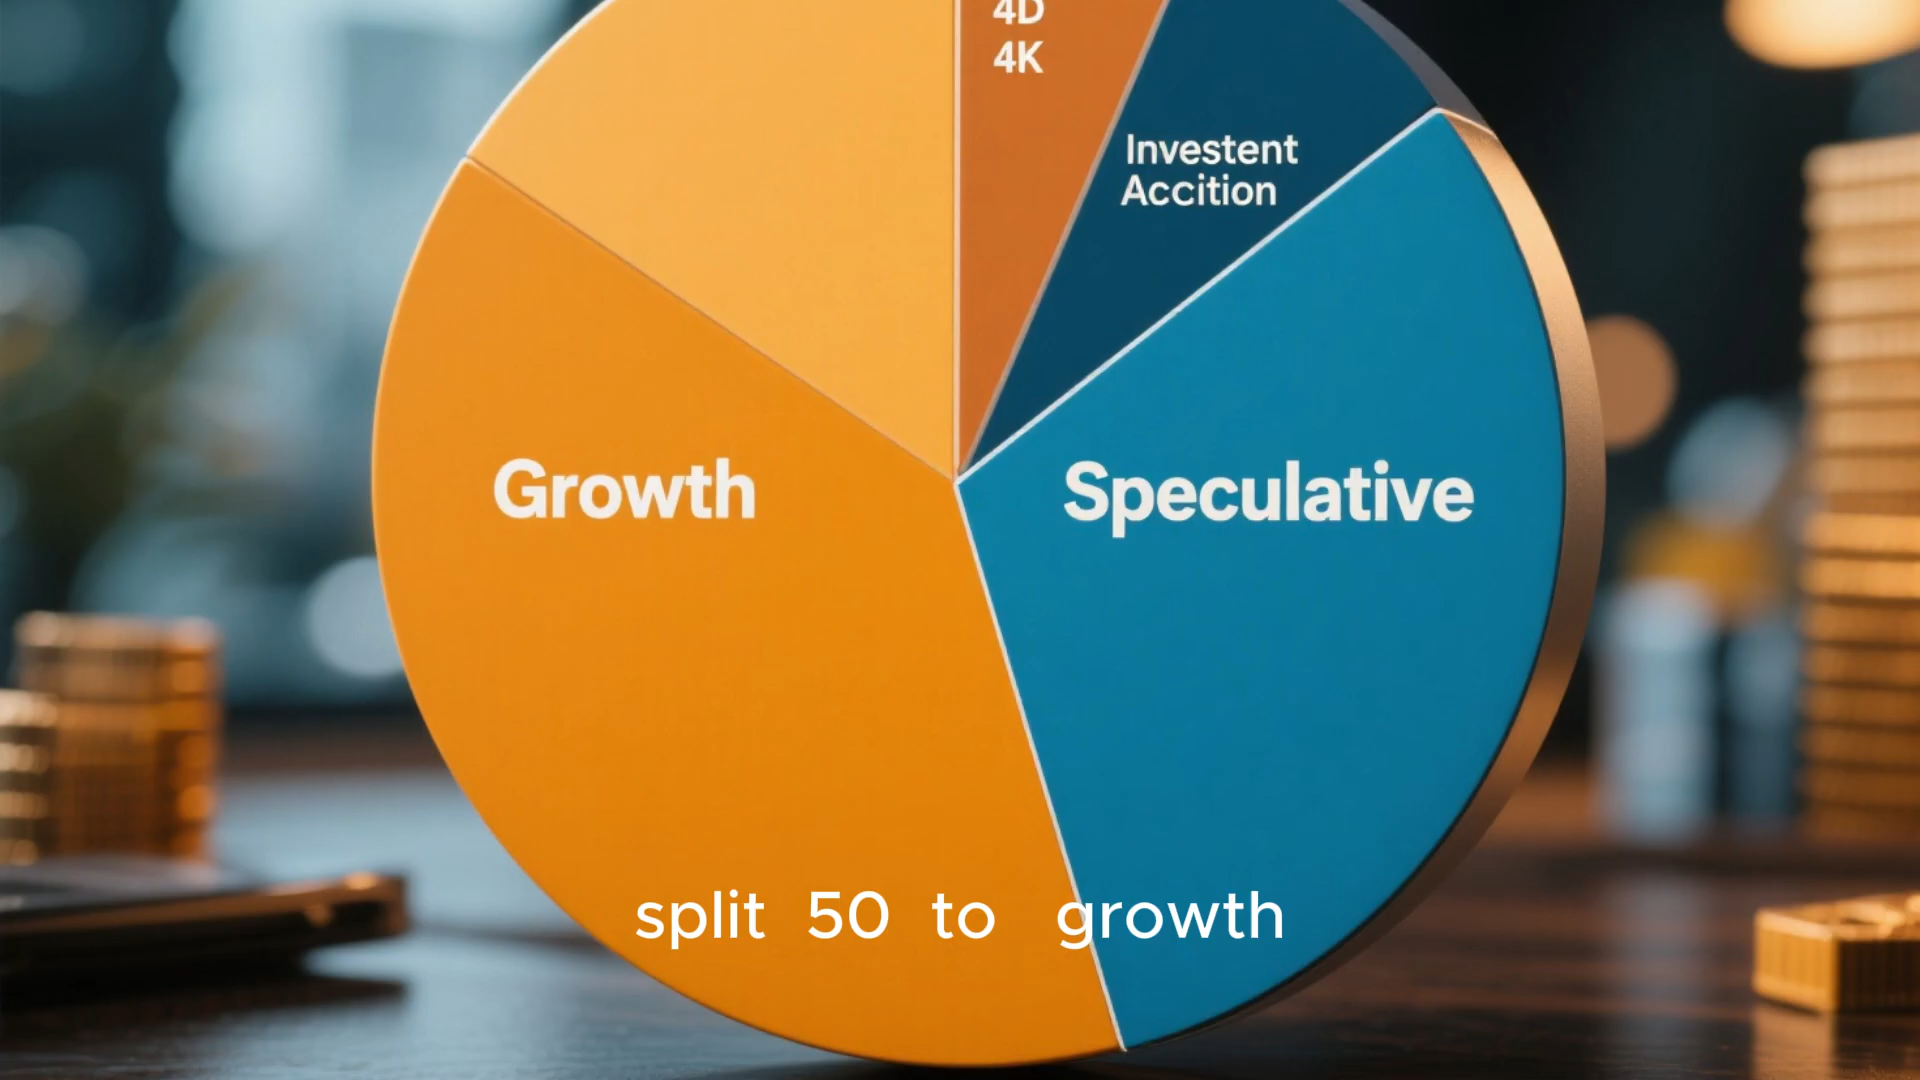 4D
4K
Investent
Accition
Growth
Speculative
split 50 to growth